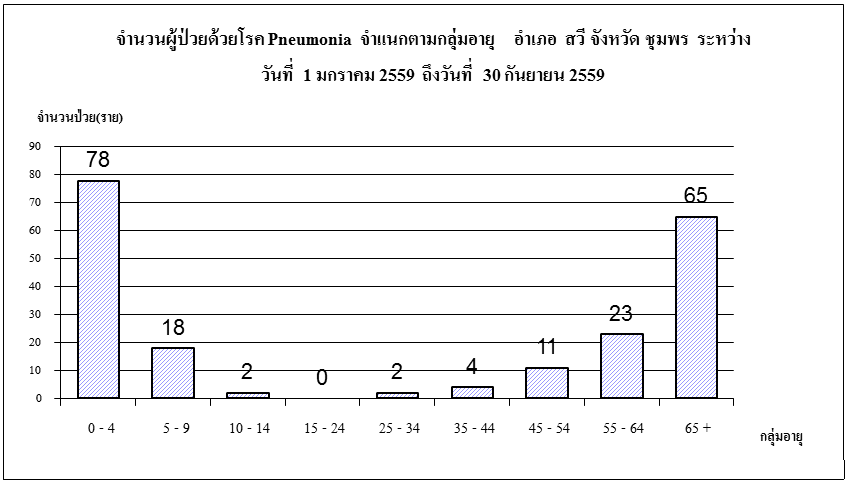 จำนวนผู้ป่วยด้วยโรค Pneumonia จำแนกตามกลุ่มอายุ อำเภอ สวี จังหวัด ชุมพร ระหว่าง
วันที่ 1 มกราคม 2559 ถึงวันที่ 30 กันยายน 2559
จำนวนป่วย(ราย)
90
80
70
60
50
40
30
20
10
0
78
18
2
0
2
4
11
23
65
0 - 4
5 - 9
10 - 14
15 - 24
25 - 34
35 - 44
45 - 54
55 - 64
65 +
กลุ่มอายุ